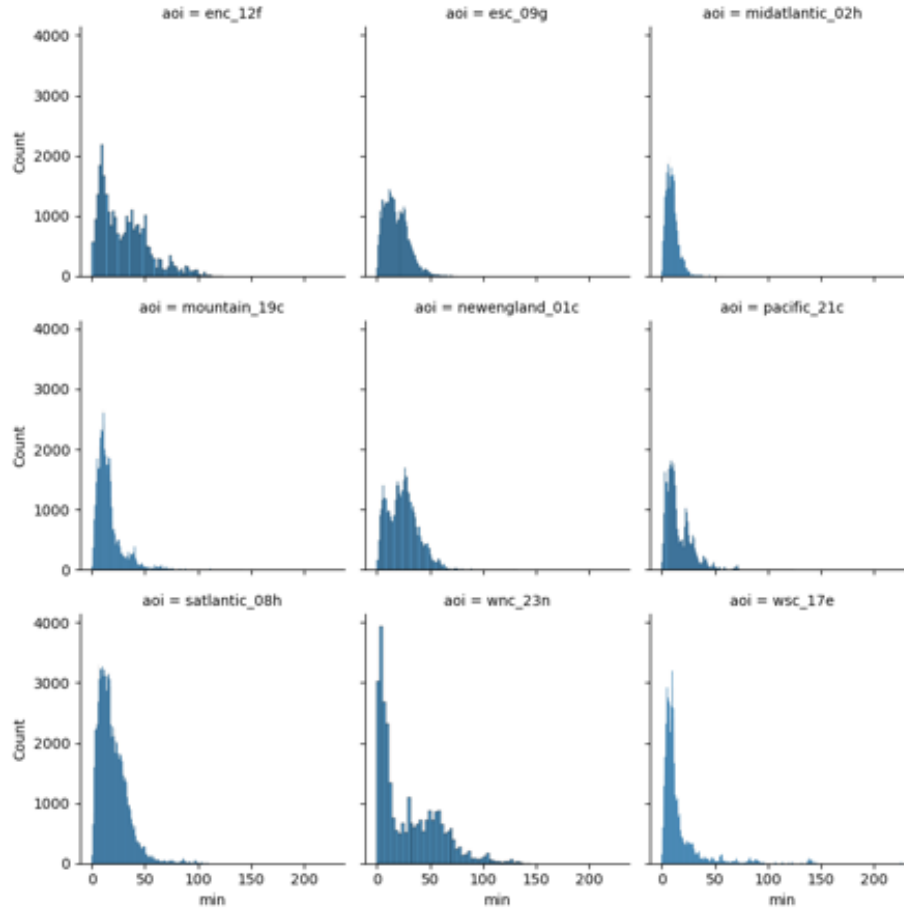 aoi = enc_12f aoi = esc_09g aoi = midatlantic_02h
4000
3000
Count
2000
1000
0
aoi = mountain_19c aoi = newengland_01c aoi = pacific_21c
4000
3000
Count
2000
1000
0
aoi = satlantic_08h aoi = wnc_23n aoi = wsc_17e
4000
3000
Count
2000
1000
0
0 50 100 150 200 0 50 100 150 200 0 50 100 150 200
min min min